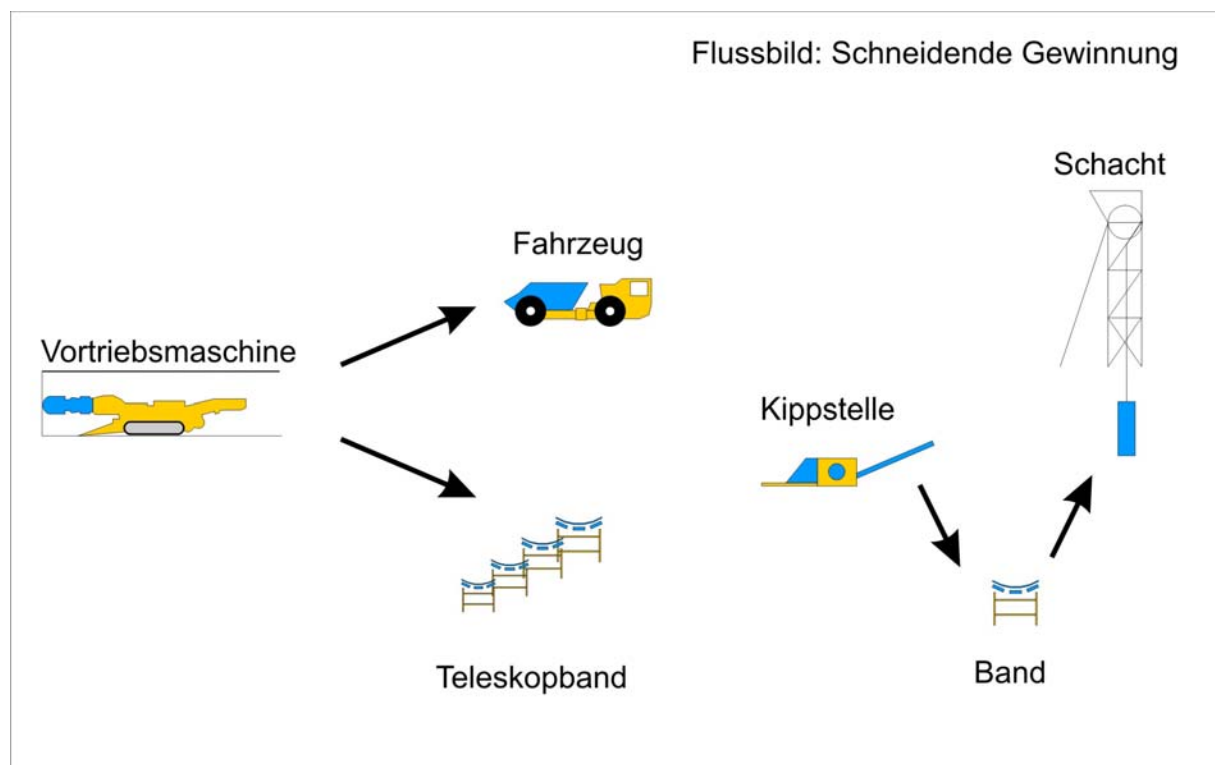 Flussbild: Schneidende Gewinnung
Schacht
Fahrzeug
Vortriebsmaschine
Kippstelle
Teleskopband
Band